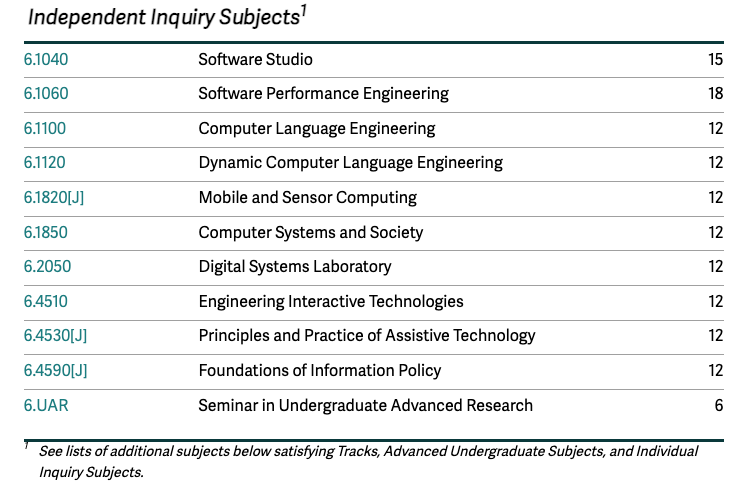 Independent Inquiry Subjects1
6.1040 Software Studio 15
6.1060 Software Performance Engineering 18
6.1100 Computer Language Engineering 12
6.1120 Dynamic Computer Language Engineering 12
6.1820[J] Mobile and Sensor Computing 12
6.1850 Computer Systems and Society 12
6.2050 Digital Systems Laboratory 12
6.4510 Engineering Interactive Technologies 12
6.4530[J] Principles and Practice of Assistive Technology 12
6.4590[J] Foundations of Information Policy 12
6.UAR Seminar in Undergraduate Advanced Research 6
1 See lists of additional subjects below satisfying Tracks, Advanced Undergraduate Subjects, and Individual
Inquiry Subjects.